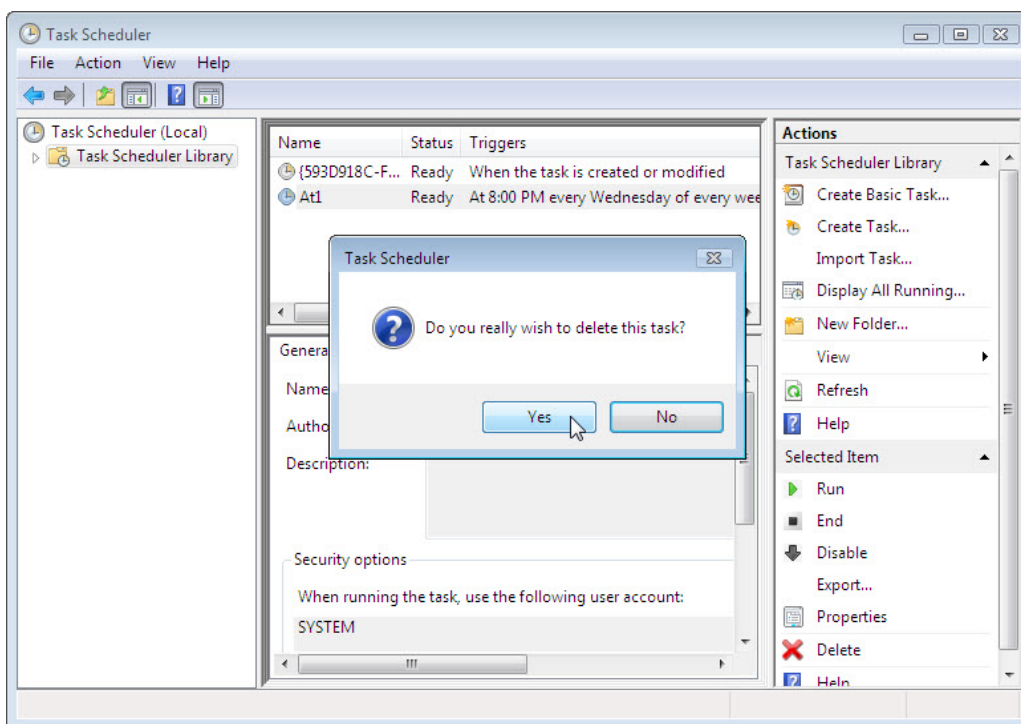 Task Scheduler
File Action View Help
Task Scheduler (Local)
Task Scheduler Library
Name Status Triggers
{593D918C-F... Ready When the task is created or modified
At1 Ready At 8:00 PM every Wednesday of every wee
Task Scheduler
Do you really wish to delete this task?
Yes No
Genera
Name
Autho
Description:
Security options
When running the task, use the following user account:
SYSTEM
Actions
Task Scheduler Library
Create Basic Task...
Create Task...
Import Task...
Display All Running...
New Folder...
View
Refresh
Help
Selected Item
Run
End
Disable
Export...
Properties
Delete
Help